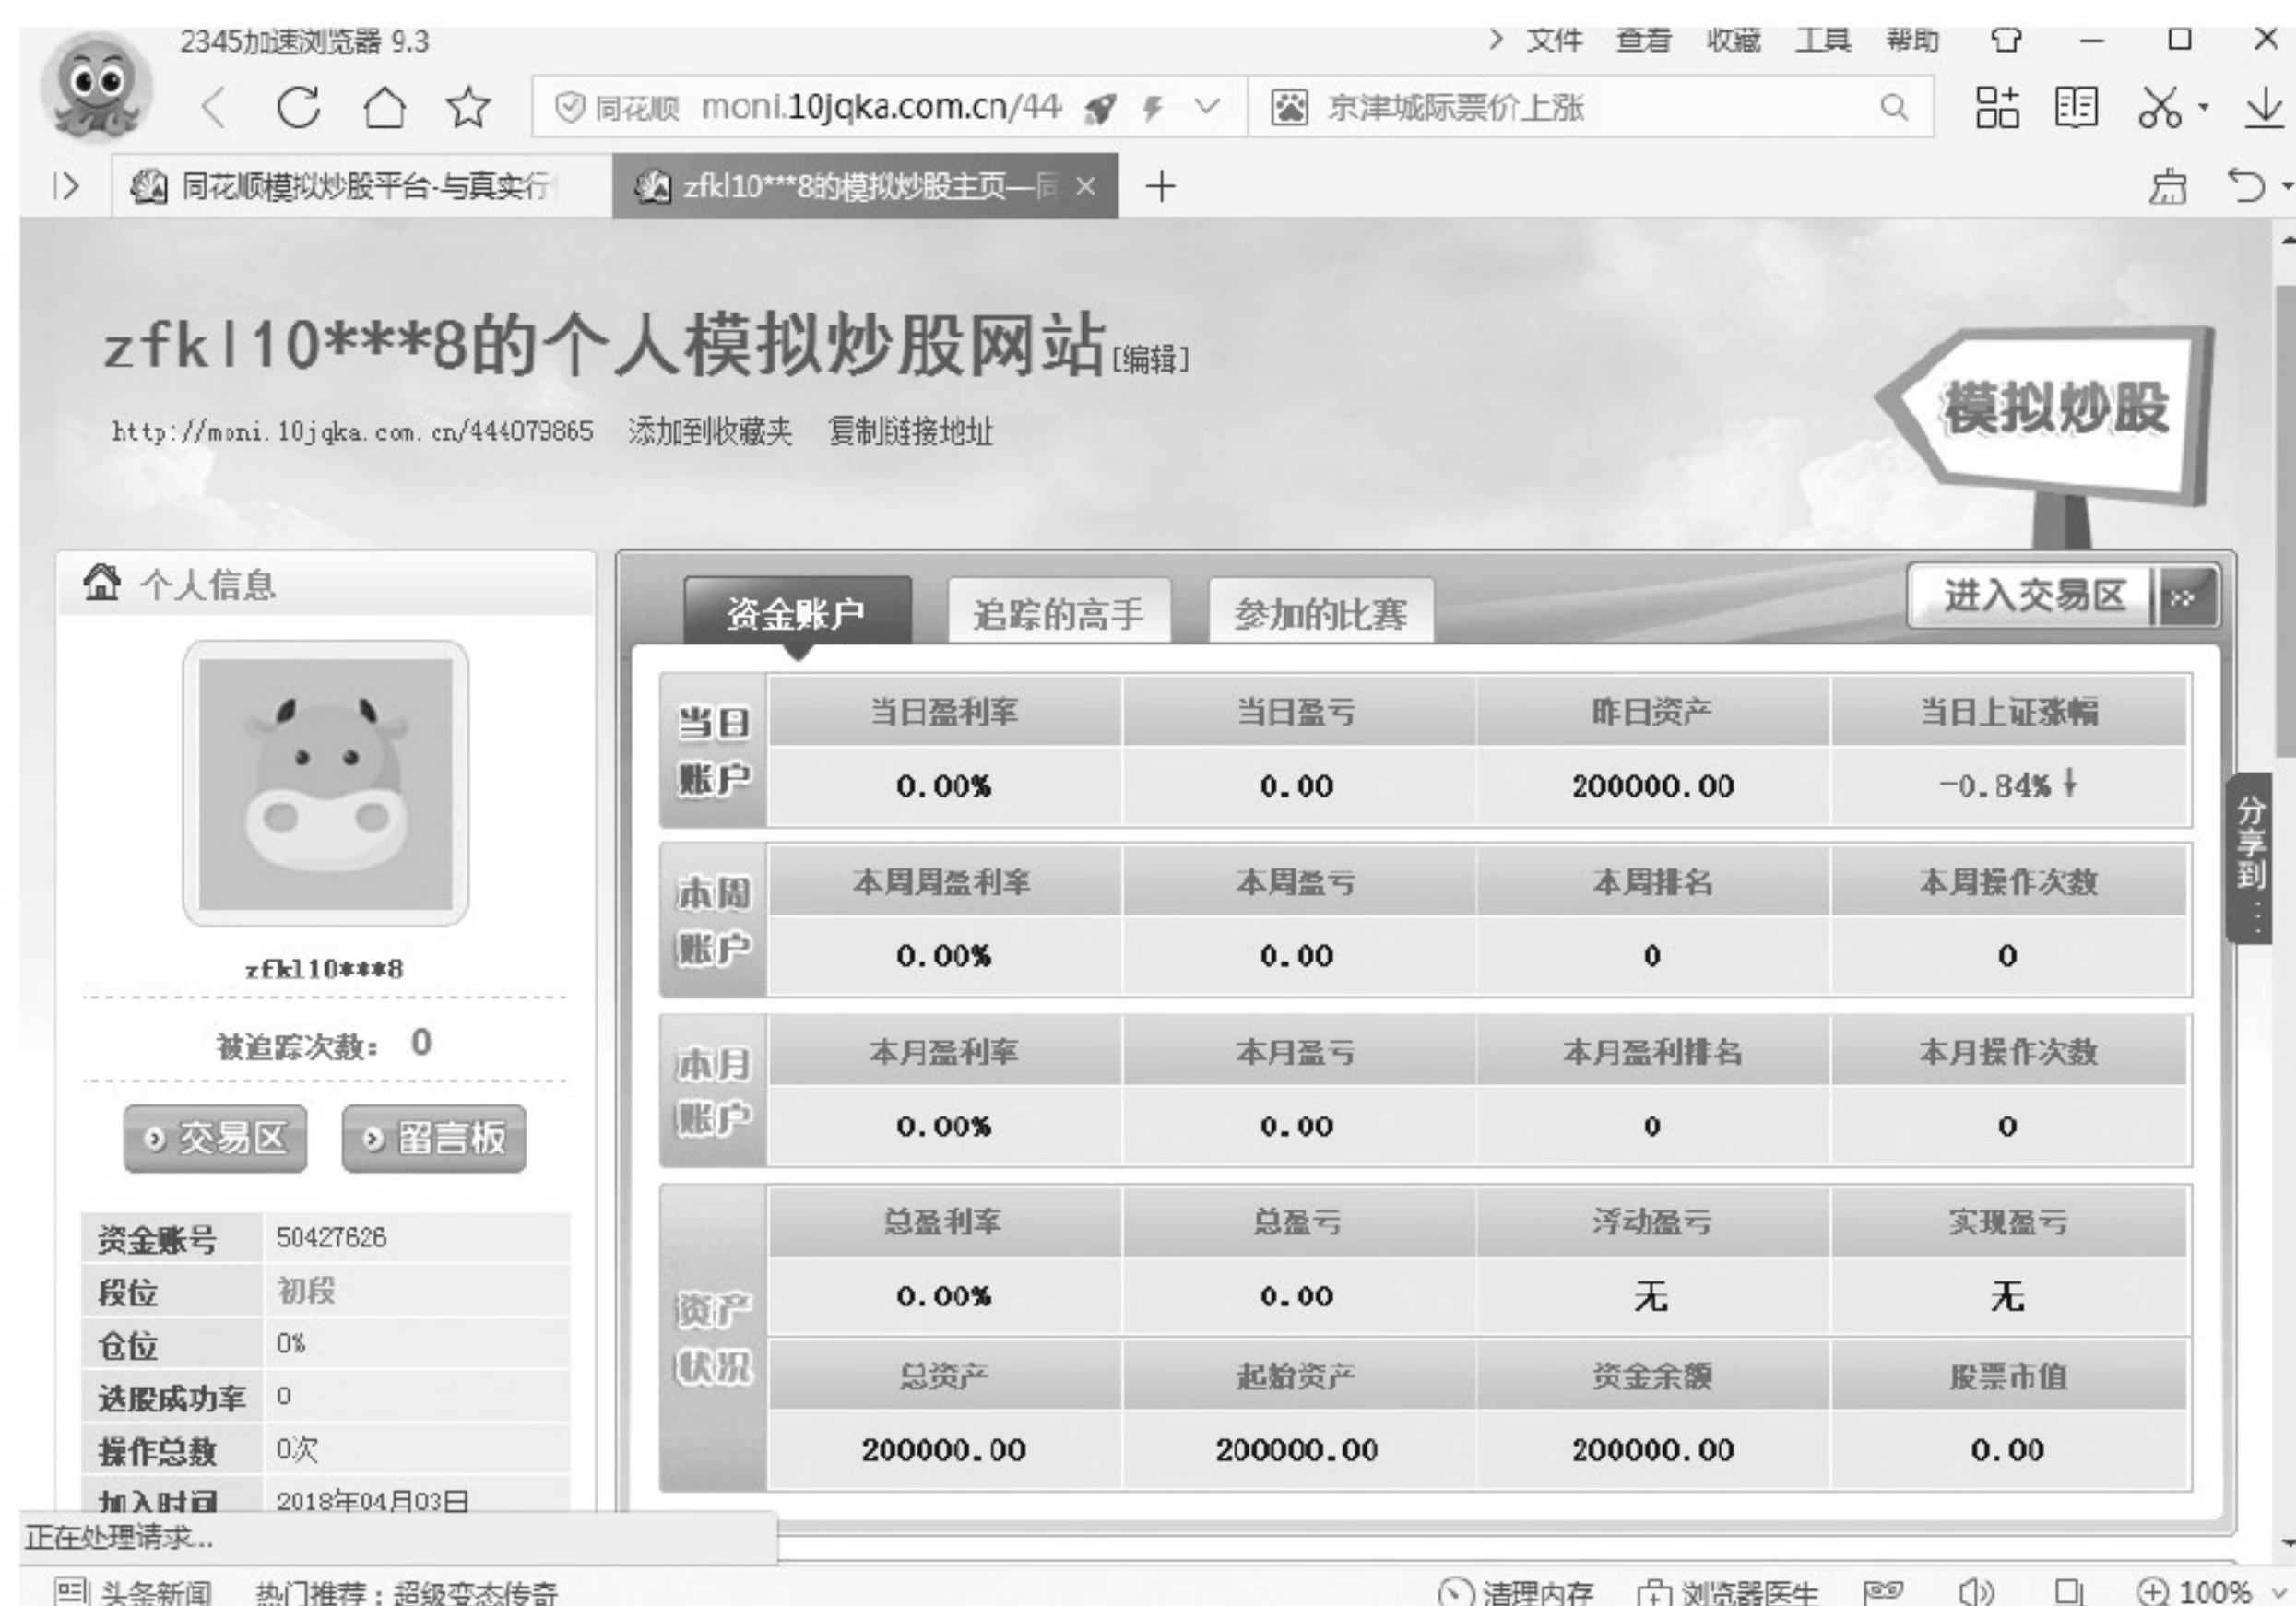 2345加速浏览器 9.3
文件 查看 收藏 工具 帮助
同花顺 moni.10jqka.com.cn/44
京津城际票价上涨
同花顺模拟炒股平台-与真实行
zfkl10***8的模拟炒股主页—同
zfkl10***8的个人模拟炒股网站[编辑]
http://moni.10jqka.com.cn/444079865 添加到收藏夹 复制链接地址
模拟炒股
个人信息
zfkl10***8
被追踪次数: 0
交易区 留言板
资金账号 50427626
段位 初段
仓位 0%
选股成功率 0
操作总数 0次
加入时间 2018年04月03日
资金账户 追踪的高手 参加的比赛 进入交易区
当日账户
当日盈利率 当日盈亏 昨日资产 当日上证涨幅
0.00% 0.00 200000.00 -0.84%↓
本周账户
本周周盈利率 本周盈亏 本周排名 本周操作次数
0.00% 0.00 0 0
本月账户
本月盈利率 本月盈亏 本月盈利排名 本月操作次数
0.00% 0.00 0 0
资产状况
总盈利率 总盈亏 浮动盈亏 实现盈亏
0.00% 0.00 无 无
总资产 起始资产 资金余额 股票市值
200000.00 200000.00 200000.00 0.00
分享到...
正在处理请求...
头条新闻 热门推荐：超级变态传奇
清理内存 浏览器医生 100%